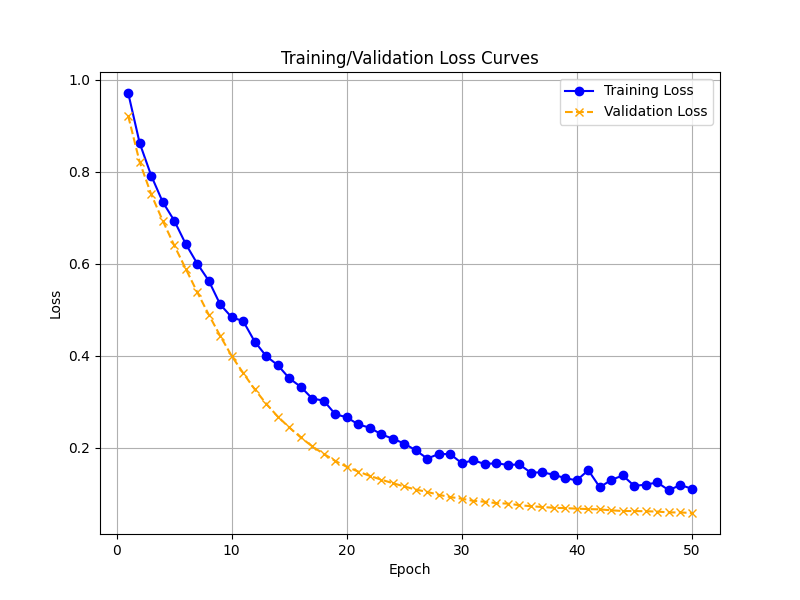 Training/Validation Loss Curves
Training Loss
Validation Loss
1.0
0.8
0.6
0.4
0.2
Loss
0 10 20 30 40 50
Epoch